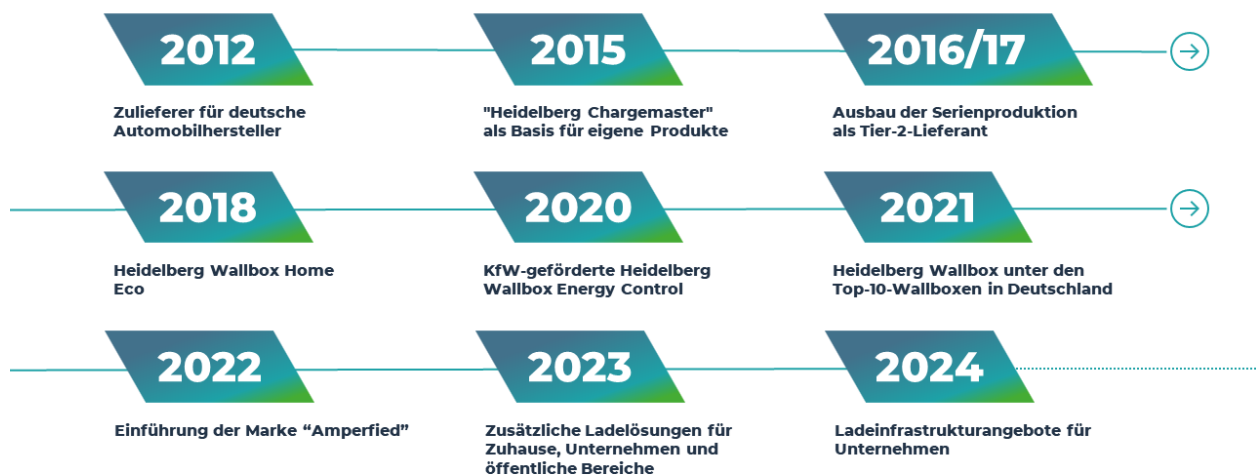 2012
Zulieferer für deutsche
Automobilhersteller
2015
"Heidelberg Chargemaster"
als Basis für eigene Produkte
2016/17
Ausbau der Serienproduktion
als Tier-2-Lieferant
2018
Heidelberg Wallbox Home
Eco
2020
KfW-geförderte Heidelberg
Wallbox Energy Control
2021
Heidelberg Wallbox unter den
Top-10-Wallboxen in Deutschland
2022
Einführung der Marke “Amperfied”
2023
Zusätzliche Ladelösungen für
Zuhause, Unternehmen und
öffentliche Bereiche
2024
Ladeinfrastrukturangebote für
Unternehmen